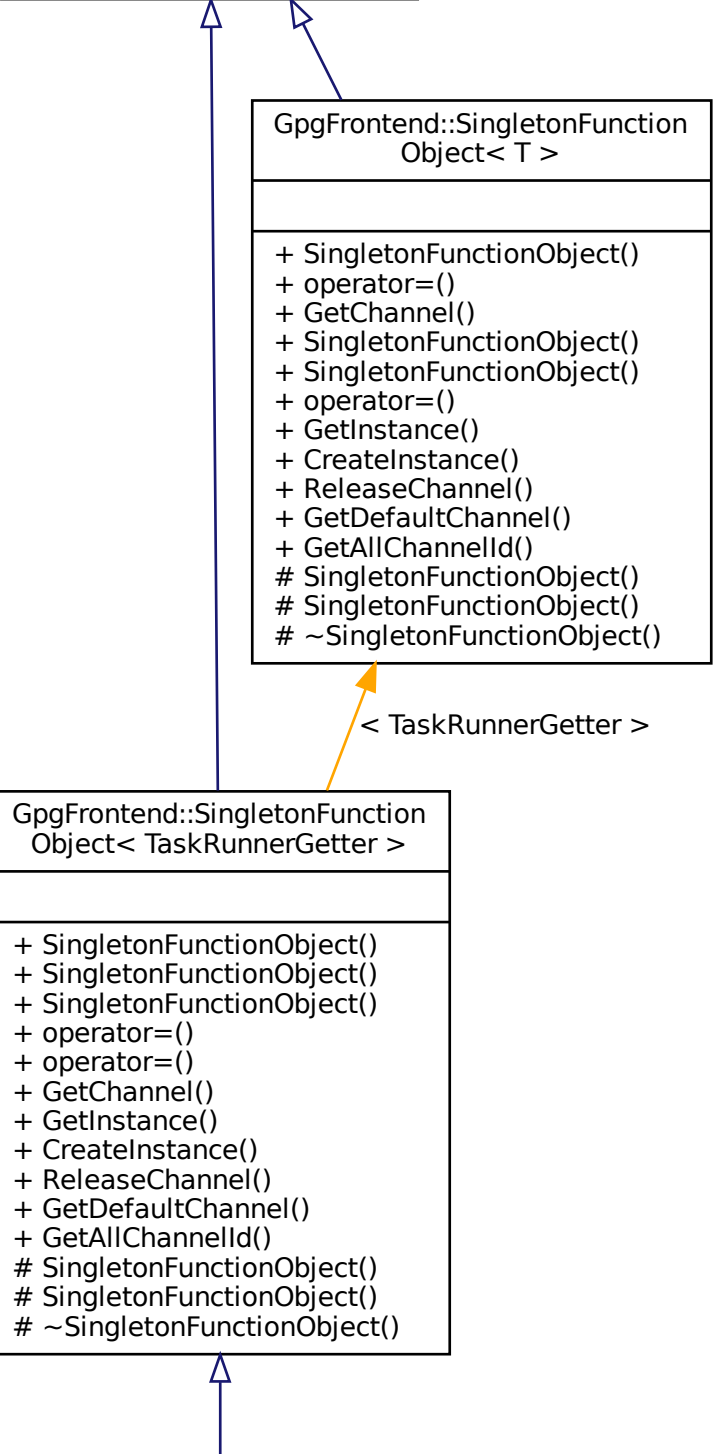 GpgFrontend::SingletonFunction
Object< T >
+ SingletonFunctionObject()
+ operator=()
+ GetChannel()
+ SingletonFunctionObject()
+ SingletonFunctionObject()
+ operator=()
+ GetInstance()
+ CreateInstance()
+ ReleaseChannel()
+ GetDefaultChannel()
+ GetAllChannelId()
# SingletonFunctionObject()
# SingletonFunctionObject()
# ~SingletonFunctionObject()
< TaskRunnerGetter >
GpgFrontend::SingletonFunction
Object< TaskRunnerGetter >
+ SingletonFunctionObject()
+ SingletonFunctionObject()
+ SingletonFunctionObject()
+ operator=()
+ operator=()
+ GetChannel()
+ GetInstance()
+ CreateInstance()
+ ReleaseChannel()
+ GetDefaultChannel()
+ GetAllChannelId()
# SingletonFunctionObject()
# SingletonFunctionObject()
# ~SingletonFunctionObject()